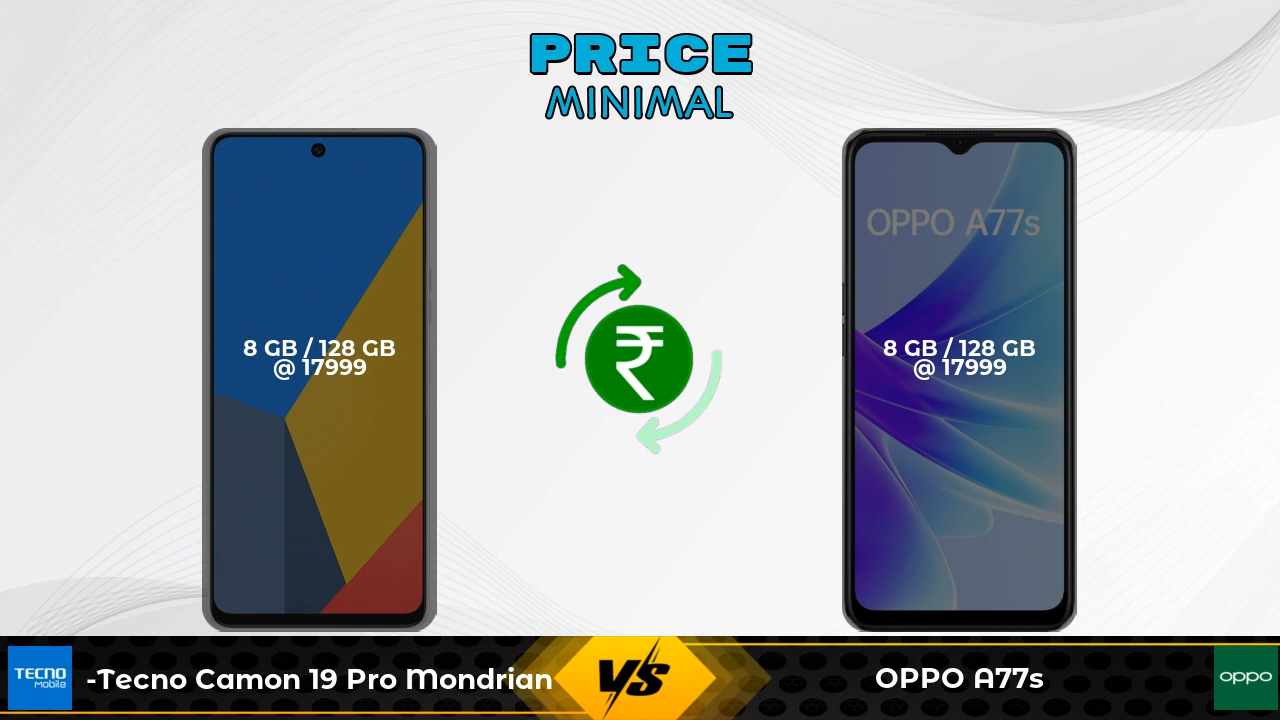 PRICE
MINIMAL
OPPO A77s
8 GB / 128 GB
@ 17999
₹
8 GB / 128 GB
@ 17999
TECNO
Mobile
-Tecno Camon 19 Pro Mondrian
VS
OPPO A77s
oppo